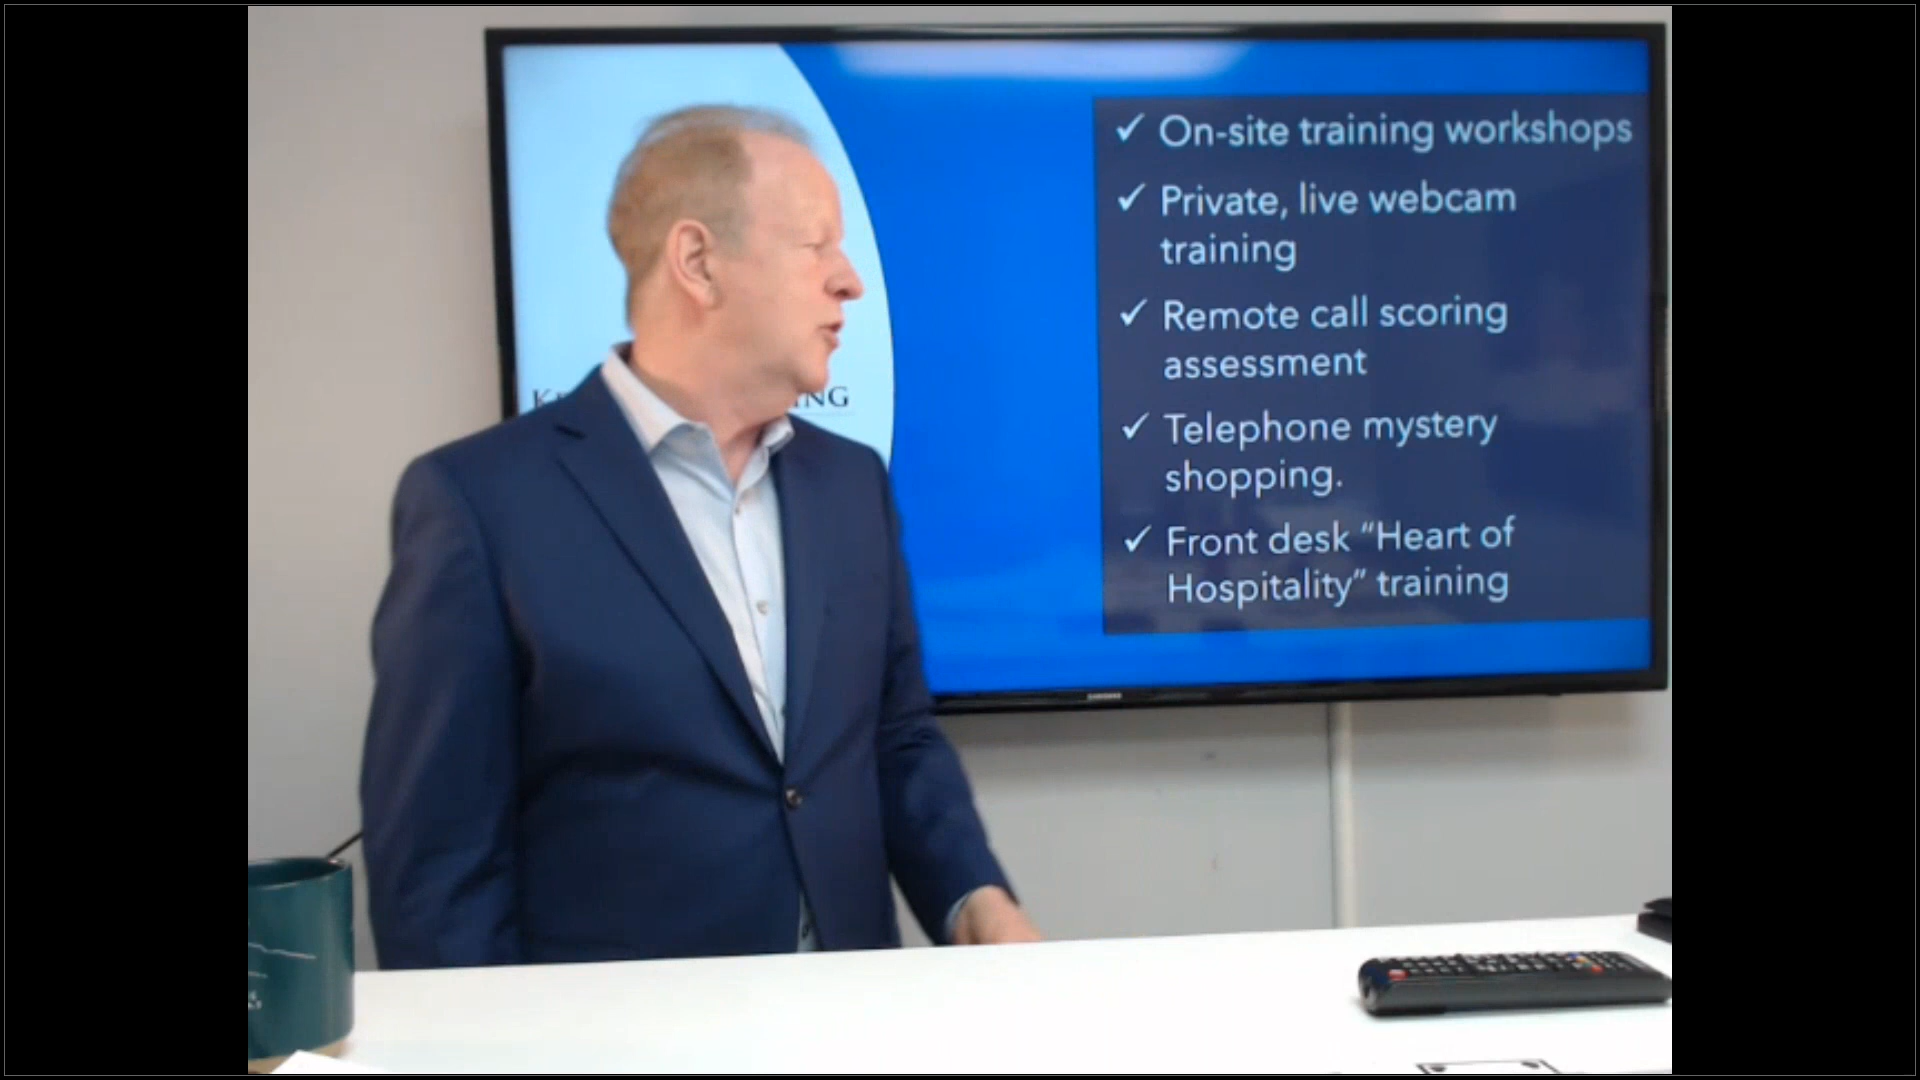 ✓ On-site training workshops
✓ Private, live webcam
training
✓ Remote call scoring
assessment
✓ Telephone mystery
shopping.
✓ Front desk “Heart of
Hospitality” training
SAMSUNG